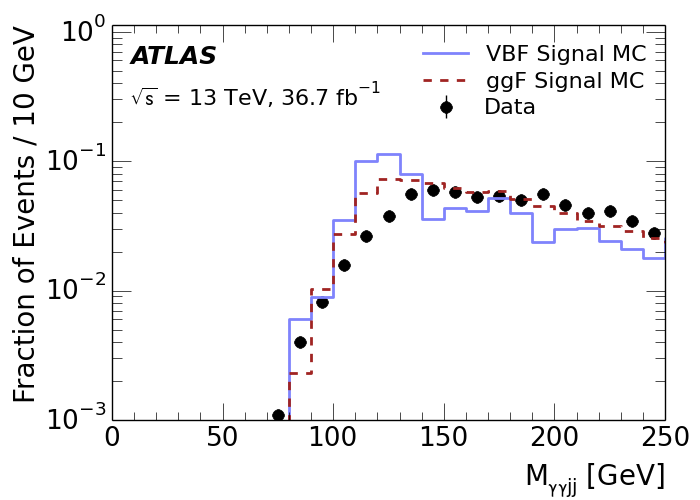 ATLAS
√s = 13 TeV, 36.7 fb⁻¹
VBF Signal MC
ggF Signal MC
Data
Fraction of Events / 10 GeV
10⁰
10⁻¹
10⁻²
10⁻³
0 50 100 150 200 250
M_γγjj [GeV]